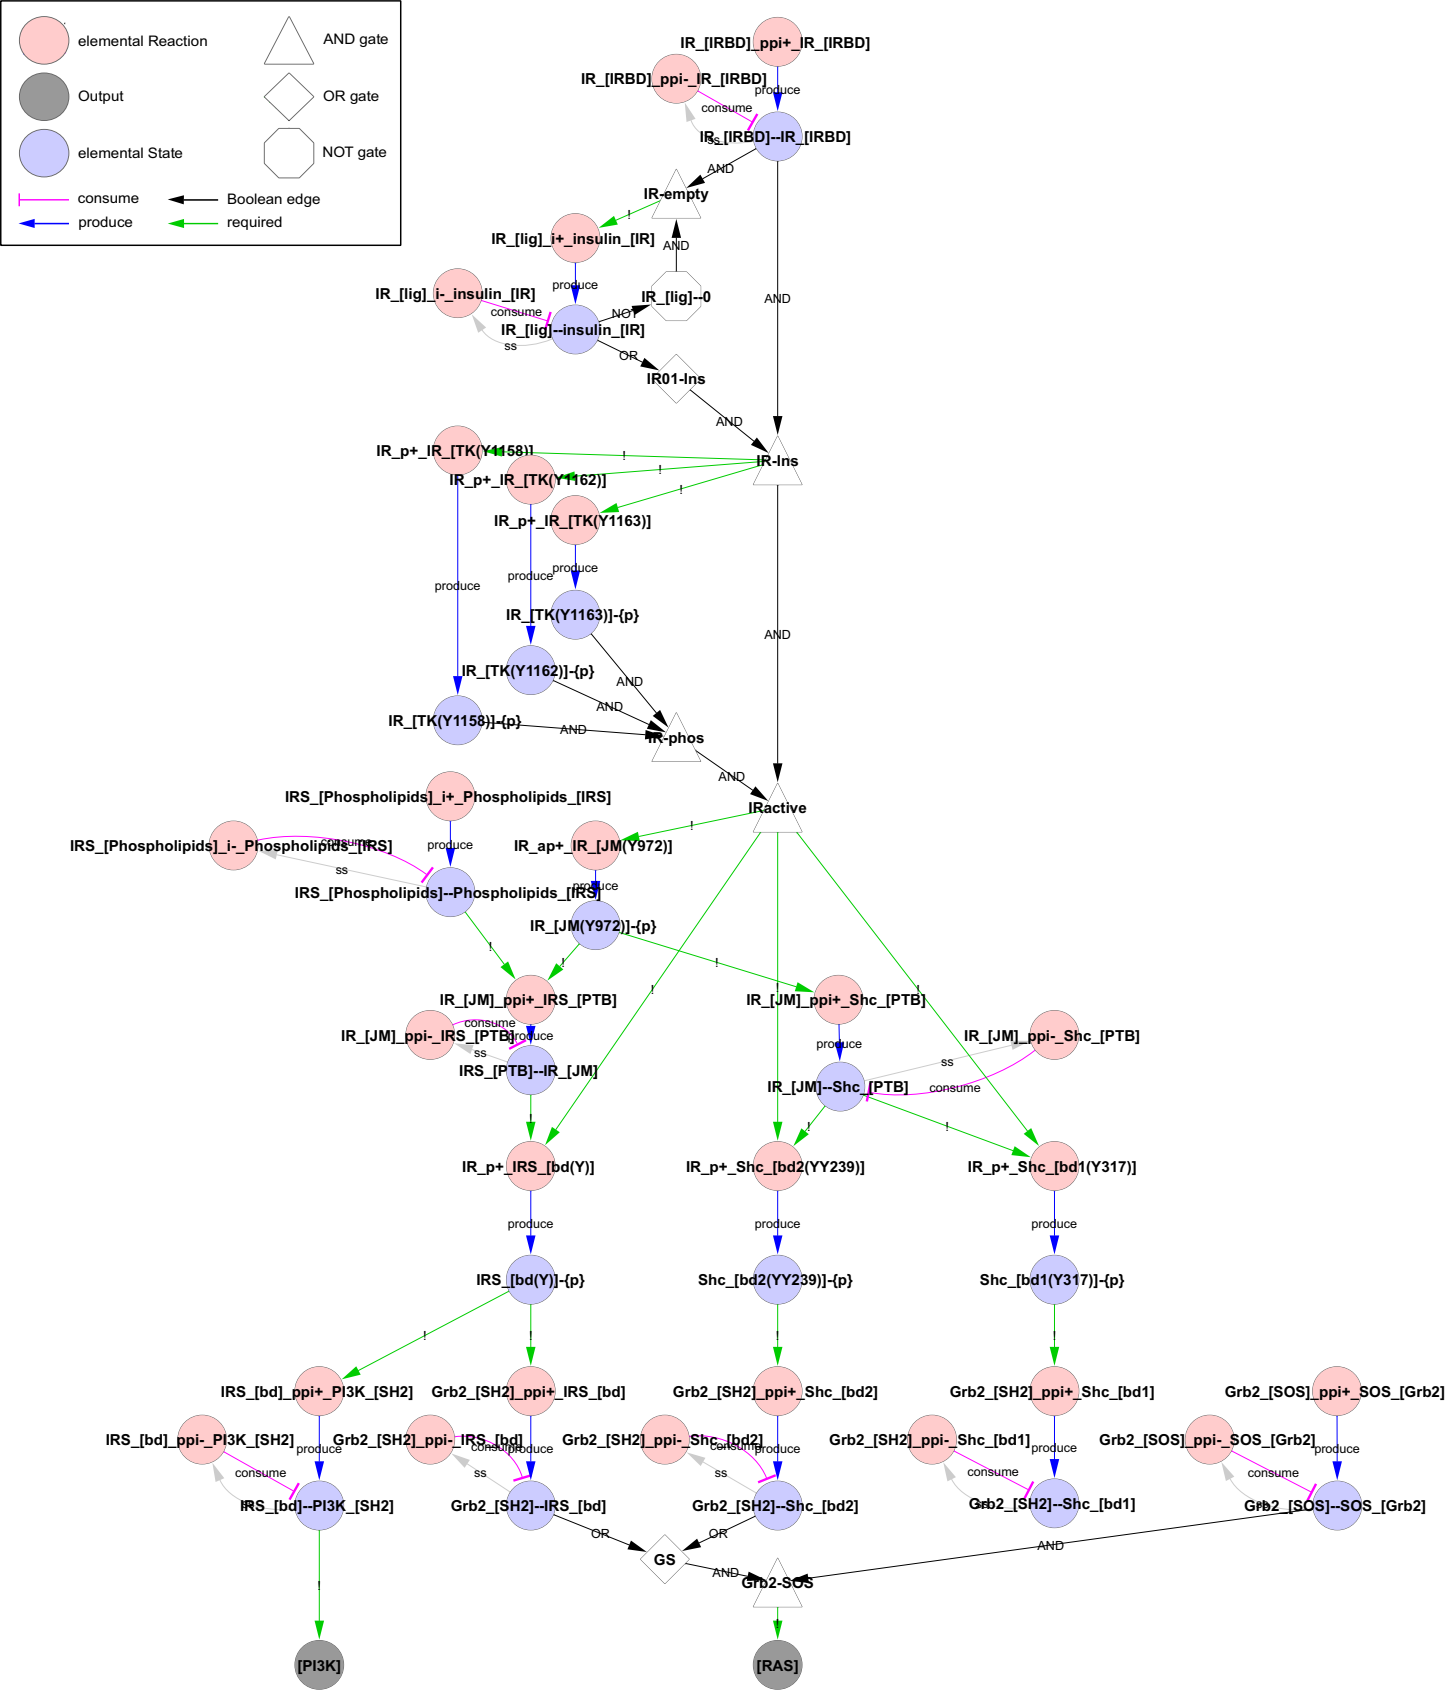 elemental Reaction
AND gate
Output
OR gate
elemental State
NOT gate
consume
Boolean edge
produce
required
IR_[IRBD]_ppi+_IR_[IRBD]
IR_[IRBD]_ppi-_IR_[IRBD]
produce
consume
IR_[IRBD]--IR_[IRBD]
ss
AND
IR-empty
!
IR_[lig]_i+_insulin_[IR]
AND
produce
IR_[lig]_i-_insulin_[IR]
IR_[lig]--0
AND
consume
NOT
IR_[lig]--insulin_[IR]
ss
OR
IR01-Ins
AND
IR_p+_IR_[TK(Y1158)]
!
IR-Ins
!
IR_p+_IR_[TK(Y1162)]
!
IR_p+_IR_[TK(Y1163)]
produce
produce
produce
IR_[TK(Y1163)]-{p}
AND
IR_[TK(Y1162)]-{p}
AND
AND
IR_[TK(Y1158)]-{p}
AND
IR-phos
AND
IRS_[Phospholipids]_i+_Phospholipids_[IRS]
IRactive
!
IRS_[Phospholipids]_i-_Phospholipids_[IRS]
consume
produce
IR_ap+_IR_[JM(Y972)]
ss
produce
IRS_[Phospholipids]--Phospholipids_[IRS]
IR_[JM(Y972)]-{p}
!
!
!
!
!
!
IR_[JM]_ppi+_IRS_[PTB]
IR_[JM]_ppi+_Shc_[PTB]
consume
IR_[JM]_ppi-_IRS_[PTB]
produce
produce
IR_[JM]_ppi-_Shc_[PTB]
ss
ss
IRS_[PTB]--IR_[JM]
IR_[JM]--Shc_[PTB]
consume
!
!
!
IR_p+_IRS_[bd(Y)]
IR_p+_Shc_[bd2(YY239)]
IR_p+_Shc_[bd1(Y317)]
produce
produce
produce
IRS_[bd(Y)]-{p}
Shc_[bd2(YY239)]-{p}
Shc_[bd1(Y317)]-{p}
!
!
!
!
IRS_[bd]_ppi+_PI3K_[SH2]
Grb2_[SH2]_ppi+_IRS_[bd]
Grb2_[SH2]_ppi+_Shc_[bd2]
Grb2_[SH2]_ppi+_Shc_[bd1]
Grb2_[SOS]_ppi+_SOS_[Grb2]
IRS_[bd]_ppi-_PI3K_[SH2]
Grb2_[SH2]_ppi-_IRS_[bd]
Grb2_[SH2]_ppi-_Shc_[bd2]
Grb2_[SH2]_ppi-_Shc_[bd1]
Grb2_[SOS]_ppi-_SOS_[Grb2]
produce
consume
produce
consume
produce
produce
produce
consume
ss
ss
consume
consume
IRS_[bd]--PI3K_[SH2]
Grb2_[SH2]--IRS_[bd]
Grb2_[SH2]--Shc_[bd2]
Grb2_[SH2]--Shc_[bd1]
Grb2_[SOS]--SOS_[Grb2]
OR
OR
AND
GS
AND
Grb2-SOS
!
!
[PI3K]
[RAS]